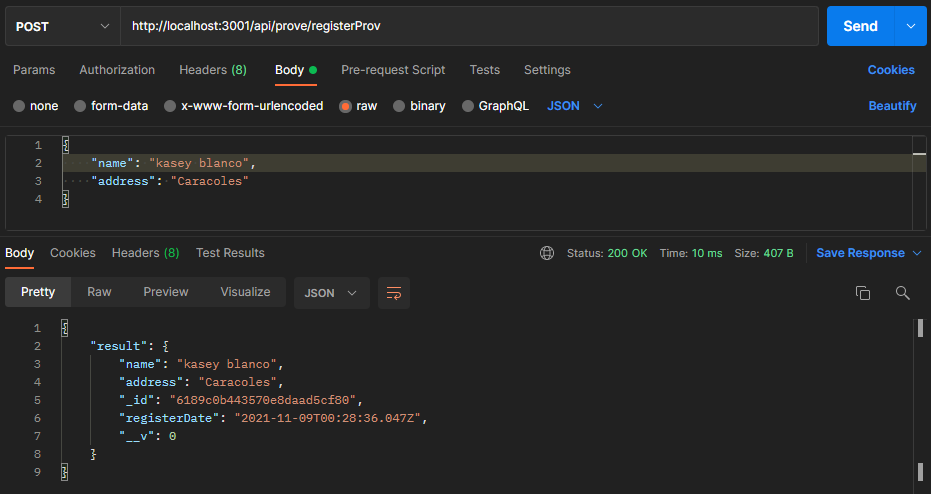 POST http://localhost:3001/api/prove/registerProv Send
Params Authorization Headers (8) Body Pre-request Script Tests Settings Cookies
none form-data x-www-form-urlencoded raw binary GraphQL JSON Beautify
1 {
2 "name": "kasey blanco",
3 "address": "Caracoles"
4 }
Body Cookies Headers (8) Test Results Status: 200 OK Time: 10 ms Size: 407 B Save Response
Pretty Raw Preview Visualize JSON
1 {
2 "result": {
3 "name": "kasey blanco",
4 "address": "Caracoles",
5 "_id": "6189c0b443570e8daad5cf80",
6 "registerDate": "2021-11-09T00:28:36.047Z",
7 "__v": 0
8 }
9 }